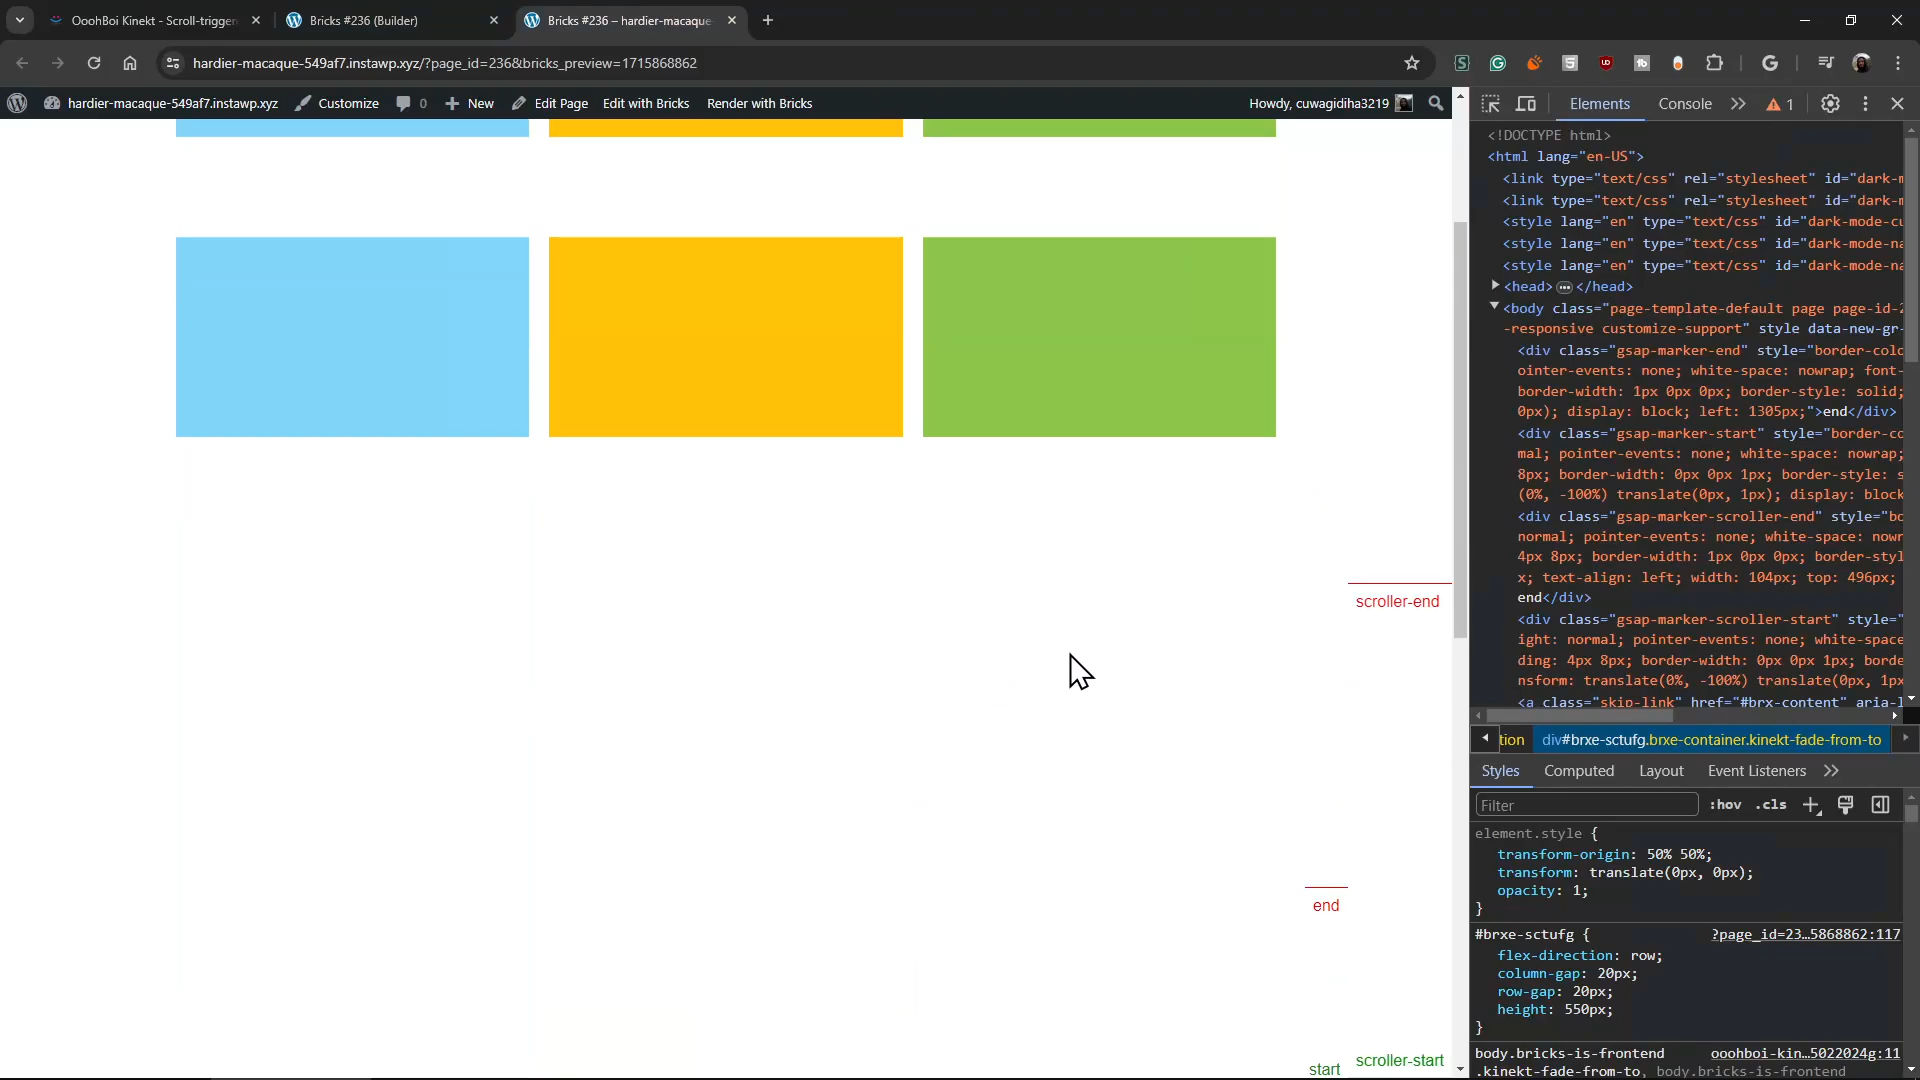 OoohBoi Kinekt - Scroll-trigger
Bricks #236 (Builder)
Bricks #236 – hardier-macaque-
hardier-macaque-549af7.instawp.xyz/?page_id=236&bricks_preview=1715868862
hardier-macaque-549af7.instawp.xyz
Customize
0
New
Edit Page
Edit with Bricks
Render with Bricks
Howdy, cuwagidiha3219
scroller-end
end
start
scroller-start
Elements
Console
1
<!DOCTYPE html>
<html lang="en-US">
<link type="text/css" rel="stylesheet" id="dark-m
<link type="text/css" rel="stylesheet" id="dark-m
<style lang="en" type="text/css" id="dark-mode-cu
<style lang="en" type="text/css" id="dark-mode-na
<style lang="en" type="text/css" id="dark-mode-na
<head> ••• </head>
<body class="page-template-default page page-id-2
-responsive customize-support" style data-new-gr-
<div class="gsap-marker-end" style="border-colo
ointer-events: none; white-space: nowrap; font-
border-width: 1px 0px 0px; border-style: solid;
0px); display: block; left: 1305px;">end</div>
<div class="gsap-marker-start" style="border-co
mal; pointer-events: none; white-space: nowrap;
8px; border-width: 0px 0px 1px; border-style: s
(0%, -100%) translate(0px, 1px); display: block
<div class="gsap-marker-scroller-end" style="bo
normal; pointer-events: none; white-space: nowr
4px 8px; border-width: 1px 0px 0px; border-styl
x; text-align: left; width: 104px; top: 496px;
end</div>
<div class="gsap-marker-scroller-start" style="
ight: normal; pointer-events: none; white-space
ding: 4px 8px; border-width: 0px 0px 1px; borde
nsform: translate(0%, -100%) translate(0px, 1px
<a class="skip-link" href="#brx-content" aria-l
tion
div#brxe-sctufg.brxe-container.kinekt-fade-from-to
Styles
Computed
Layout
Event Listeners
Filter
:hov
.cls
element.style {
transform-origin: 50% 50%;
transform: translate(0px, 0px);
opacity: 1;
}
#brxe-sctufg {
?page_id=23…5868862:117
flex-direction: row;
column-gap: 20px;
row-gap: 20px;
height: 550px;
}
body.bricks-is-frontend
ooohboi-kin…5022024g:11
.kinekt-fade-from-to, body.bricks-is-frontend